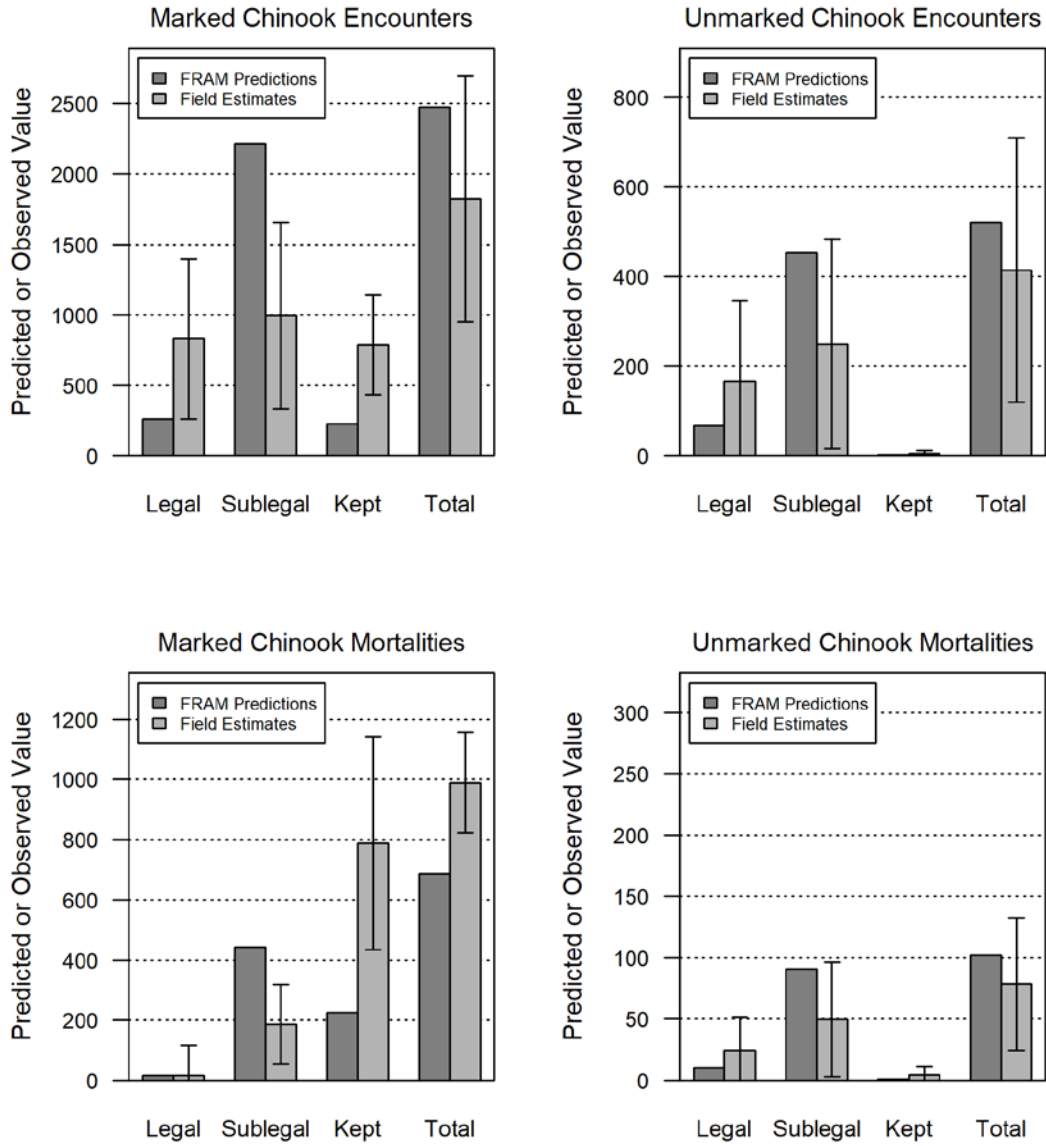 Marked Chinook Encounters
Predicted or Observed Value
FRAM Predictions
Field Estimates
2500
2000
1500
1000
500
0
Legal Sublegal Kept Total
Unmarked Chinook Encounters
Predicted or Observed Value
FRAM Predictions
Field Estimates
800
600
400
200
0
Legal Sublegal Kept Total
Marked Chinook Mortalities
Predicted or Observed Value
FRAM Predictions
Field Estimates
1200
1000
800
600
400
200
0
Legal Sublegal Kept Total
Unmarked Chinook Mortalities
Predicted or Observed Value
FRAM Predictions
Field Estimates
300
250
200
150
100
50
0
Legal Sublegal Kept Total